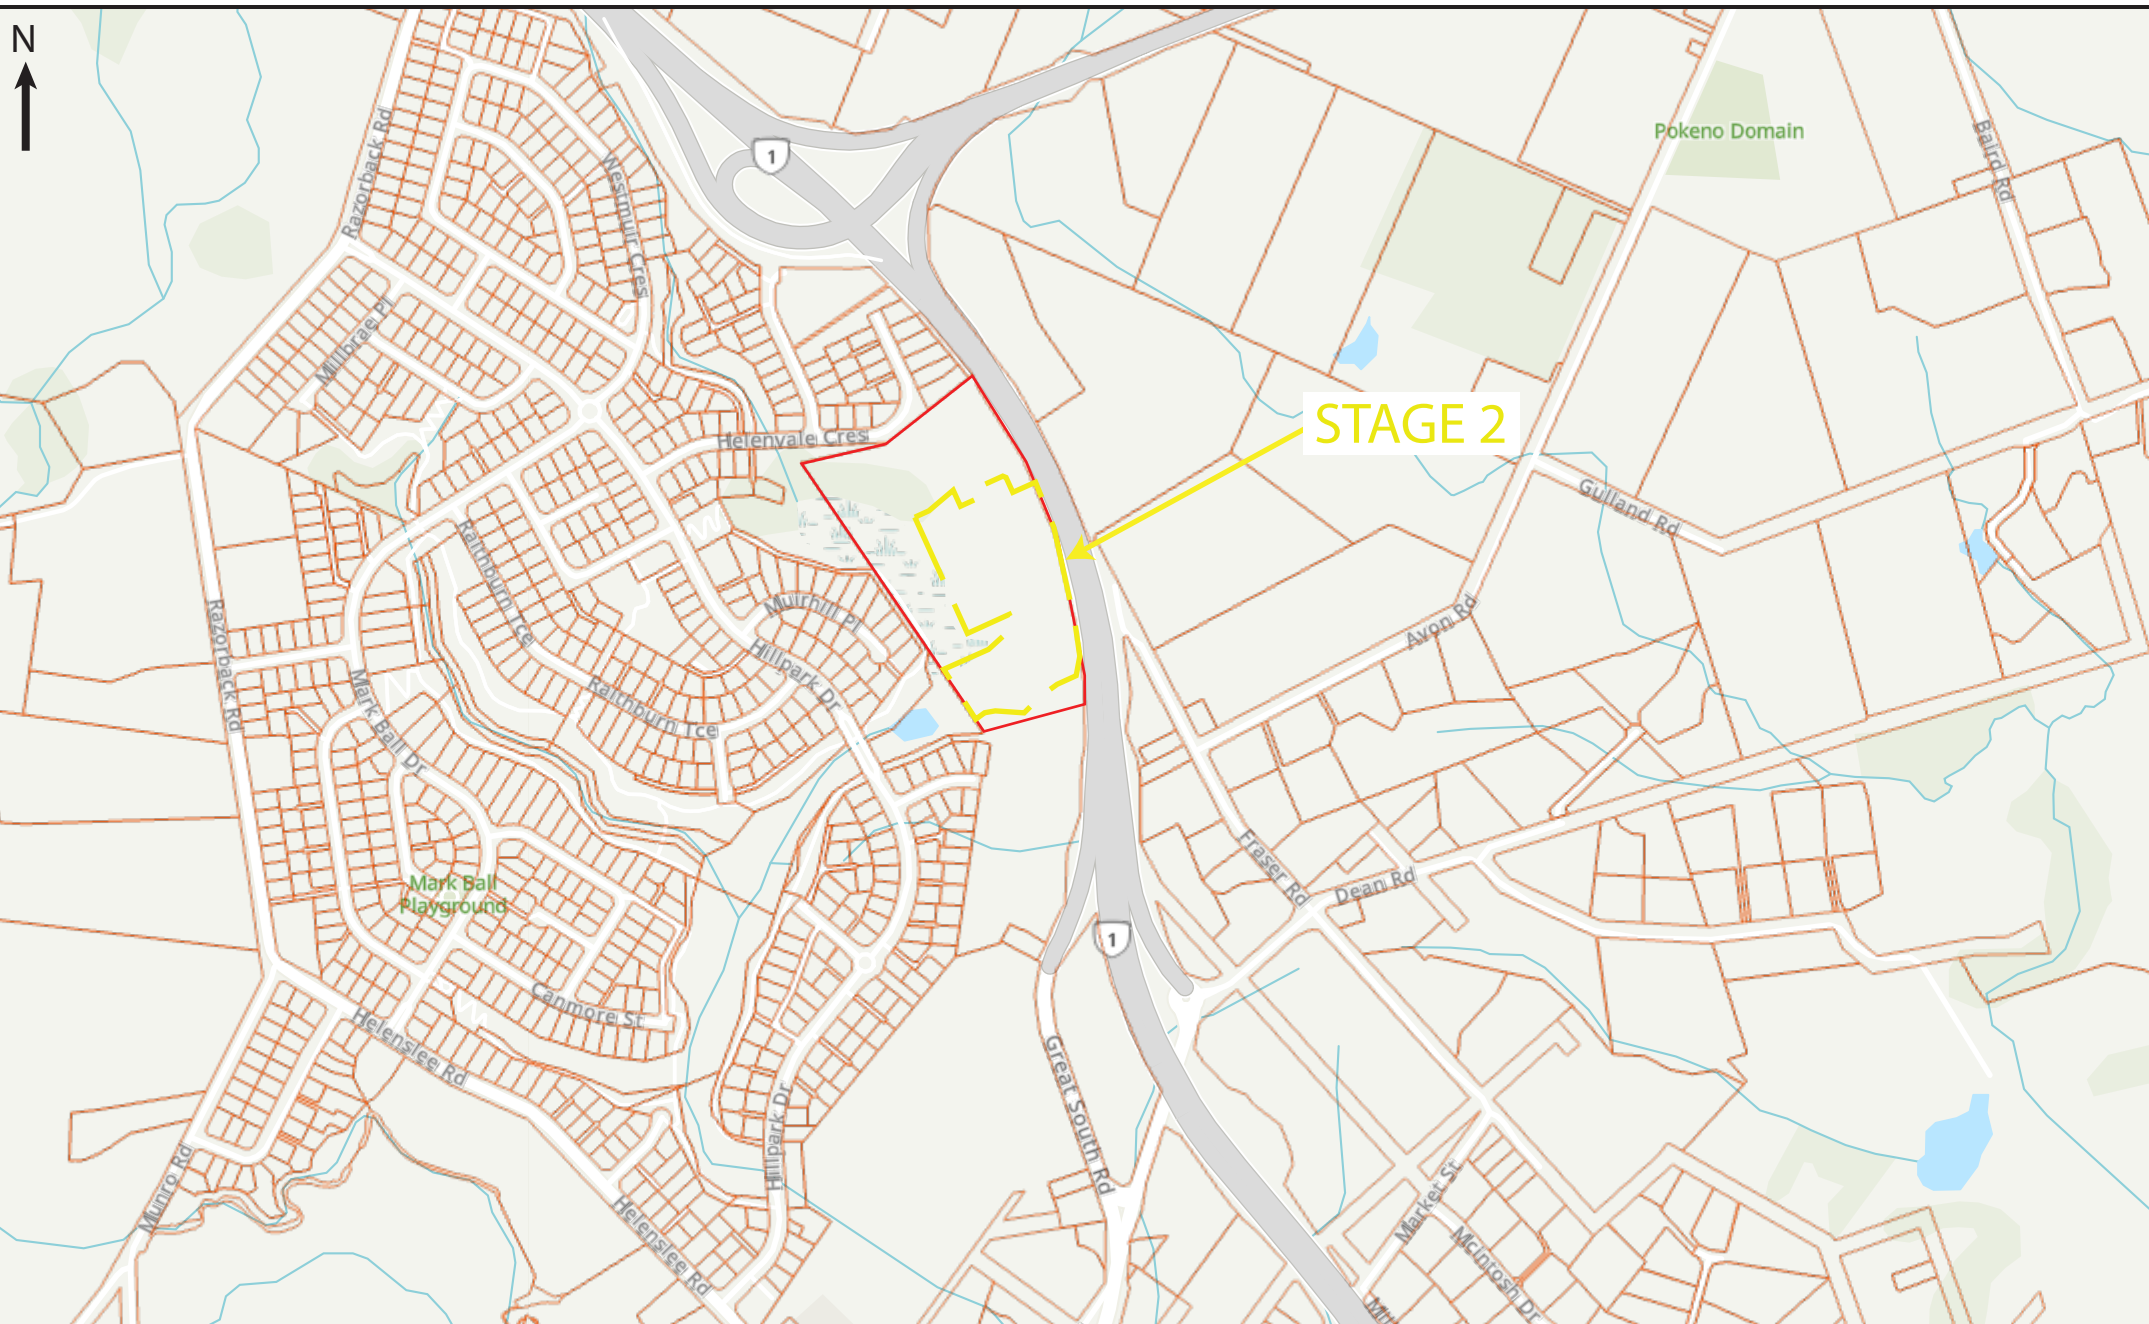 N
Razorback Rd
Westmuir Cres
1
Pokeno Domain
Baird Rd
Millbrae Pl
Helenvale Cres
STAGE 2
Gulland Rd
Raithburn Tce
Muirhill Pl
Hillpark Dr
Avon Rd
Razorback Rd
Mark Ball Dr
Raithburn Tce
Mark Ball
Playground
Fraser Rd
Dean Rd
1
Canmore St
Helenslee Rd
Great South Rd
Hillpark Dr
Munro Rd
Helenslee Rd
Market St
McIntosh Dr